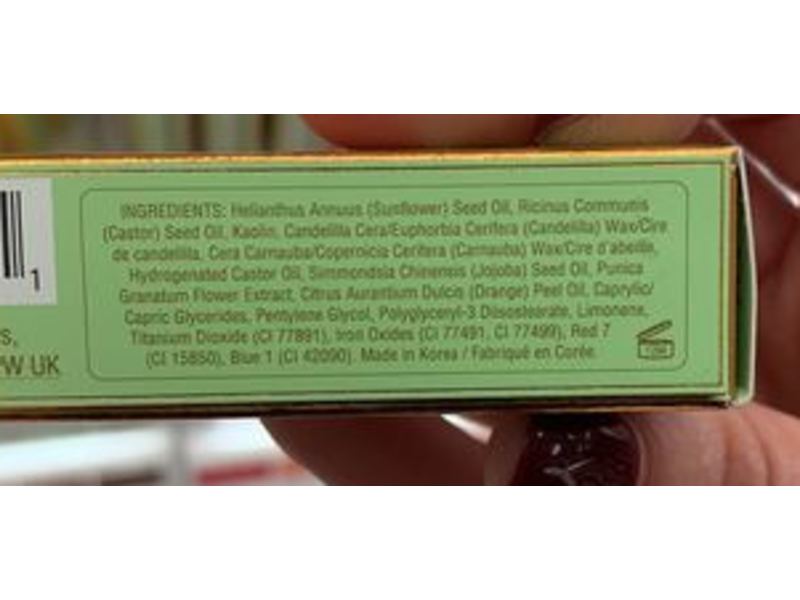 INGREDIENTS: Helianthus Annuus (Sunflower) Seed Oil, Ricinus Communis
(Castor) Seed Oil, Kaolin, Candelilla Cera/Euphorbia Cerifera (Candelilla) Wax/Cire
de candelilla, Cera Carnauba/Copernicia Cerifera (Carnauba) Wax/Cire d'abeille,
Hydrogenated Castor Oil, Simmondsia Chinensis (Jojoba) Seed Oil, Punica
Granatum Flower Extract, Citrus Aurantium Dulcis (Orange) Peel Oil, Caprylic/
Capric Glycerides, Pentylene Glycol, Polyglyceryl-3 Diisostearate, Limonene,
Titanium Dioxide (CI 77891), Iron Oxides (CI 77491, CI 77499), Red 7
(CI 15850), Blue 1 (CI 42090). Made in Korea / Fabriqué en Corée.
1
W UK